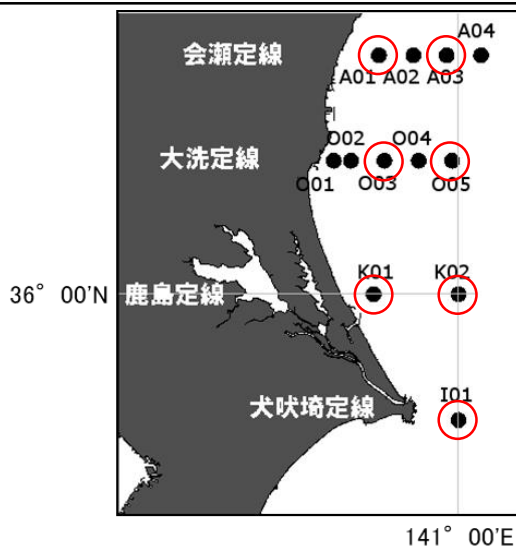 A04
会瀬定線
A01 A02 A03
O02 O04
大洗定線
O01 O03 O05
K01 K02
36° 00'N 鹿島定線
I01
犬吠埼定線
141° 00'E